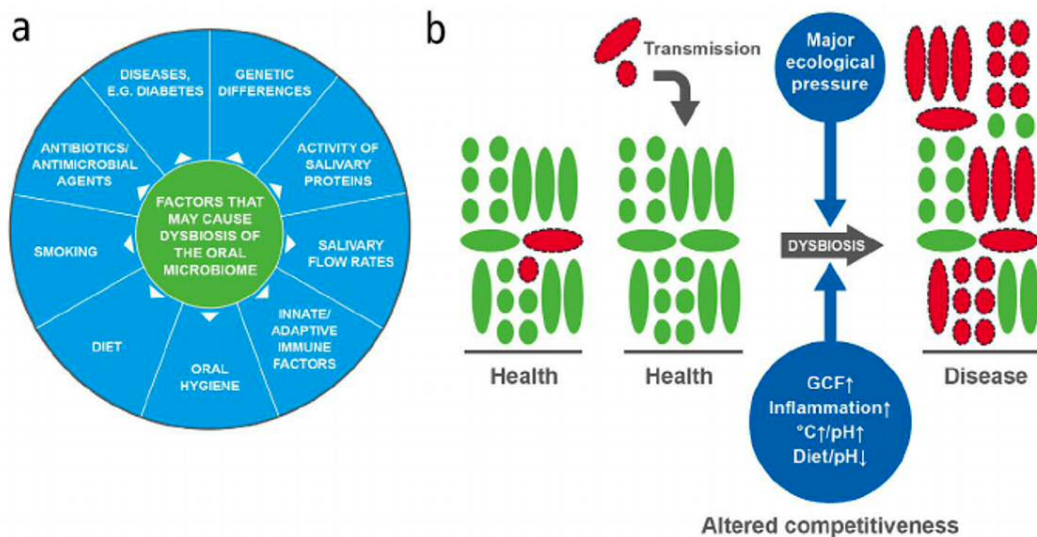 a
DISEASES,
E.G. DIABETES
GENETIC
DIFFERENCES
ACTIVITY OF
SALIVARY
PROTEINS
SALIVARY
FLOW RATES
INNATE/
ADAPTIVE
IMMUNE
FACTORS
ORAL
HYGIENE
DIET
SMOKING
ANTIBIOTICS/
ANTIMICROBIAL
AGENTS
FACTORS THAT
MAY CAUSE
DYSBIOSIS OF
THE ORAL
MICROBIOME
b
Transmission
Major
ecological
pressure
DYSBIOSIS
Health
Health
Disease
GCF↑
Inflammation↑
°C↑/pH↑
Diet/pH↓
Altered competitiveness